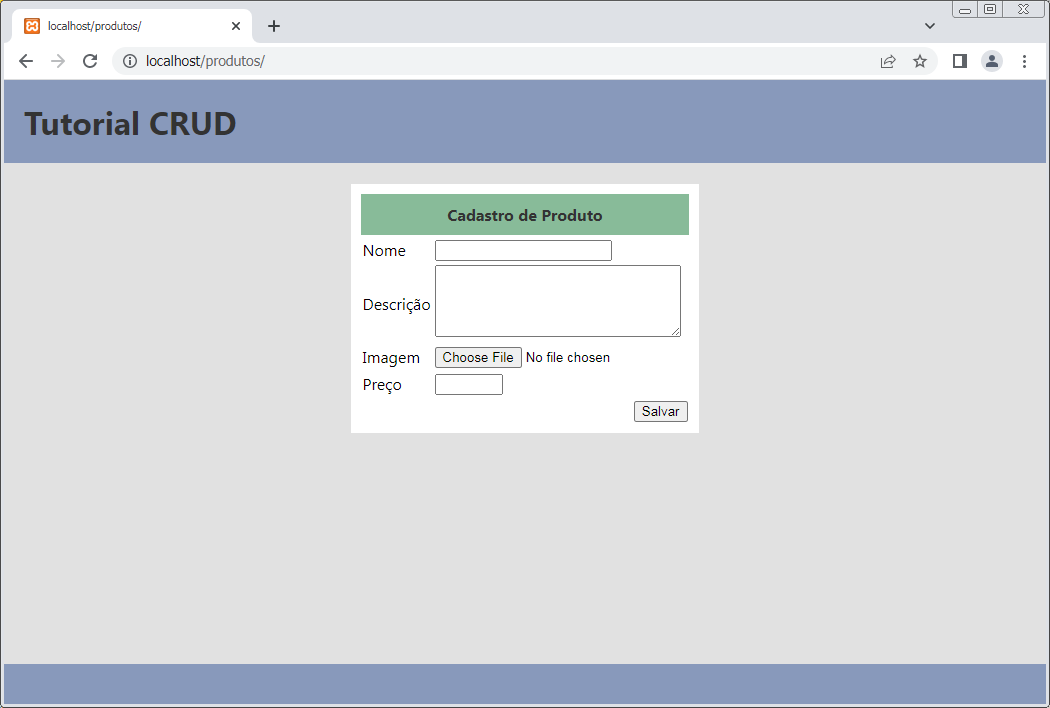 localhost/produtos/
localhost/produtos/
Tutorial CRUD
Cadastro de Produto
Nome
Descrição
Imagem Choose File No file chosen
Preço
Salvar